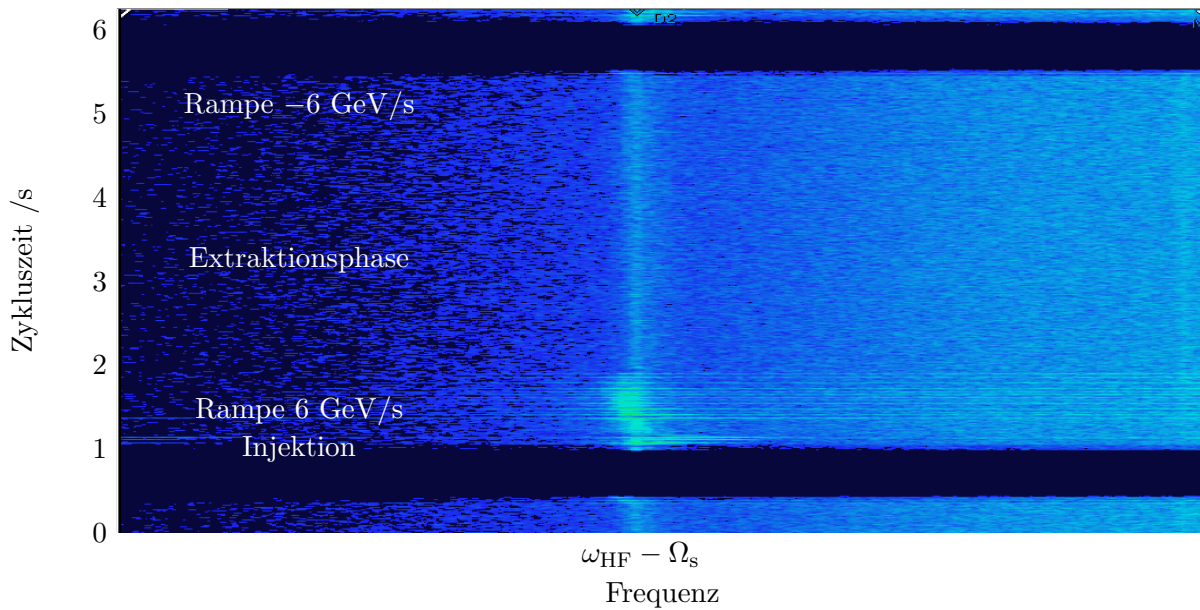 6
5
4
3
2
1
0
Zykluszeit /s
Rampe −6 GeV/s
Extraktionsphase
Rampe 6 GeV/s
Injektion
ω_HF − Ω_s
Frequenz